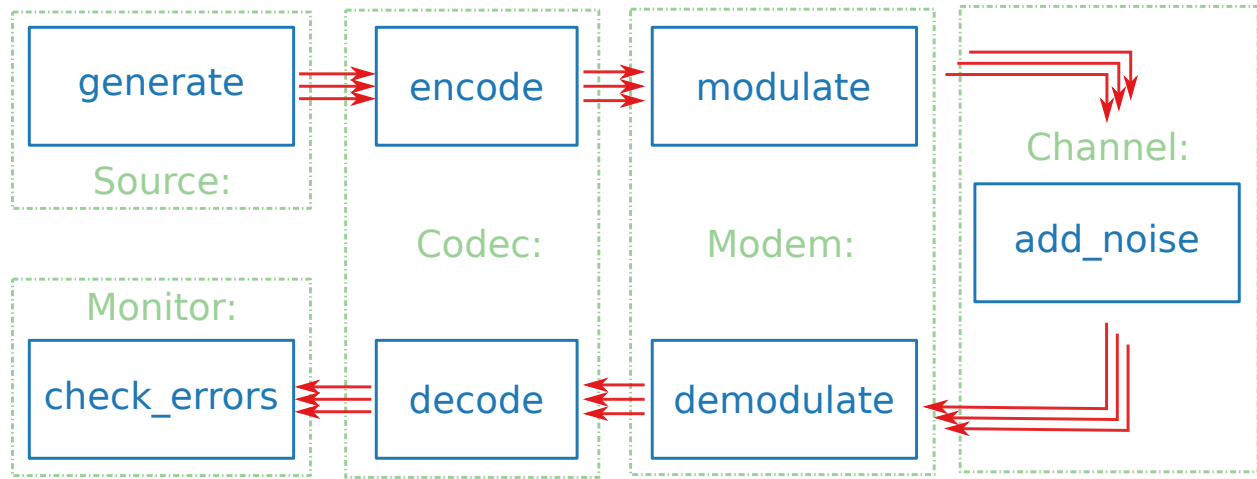 generate
encode
modulate
Source:
Channel:
Codec:
Modem:
add_noise
Monitor:
check_errors
decode
demodulate